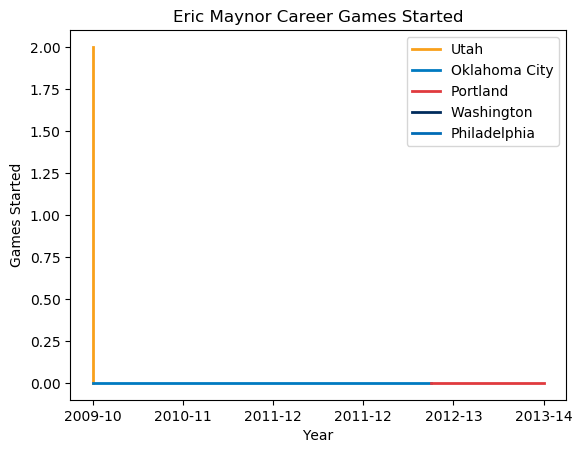 Eric Maynor Career Games Started
Utah
Oklahoma City
Portland
Washington
Philadelphia
2.00
1.75
1.50
1.25
1.00
0.75
0.50
0.25
0.00
Games Started
2009-10
2010-11
2011-12
2011-12
2012-13
2013-14
Year